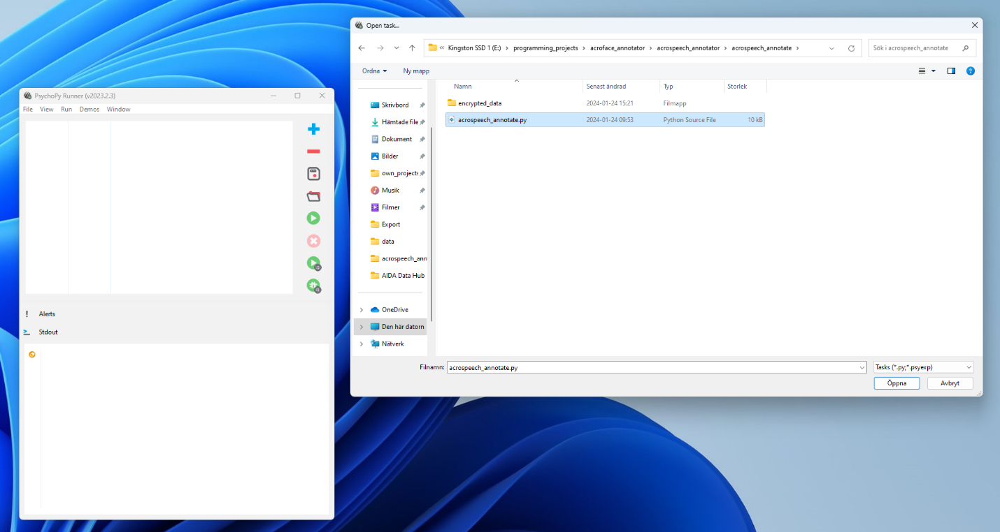 PsychoPy Runner (v2023.2.3)
File View Run Demos Window
Alerts
Stdout
Open task...
« Kingston SSD 1 (E:) › programming_projects › acroface_annotator › acrospeech_annotator › acrospeech_annotate ›
Sök i acrospeech_annotate
Ordna Ny mapp
Namn Senast ändrad Typ Storlek
encrypted_data 2024-01-24 15:21 Filmapp
acrospeech_annotate.py 2024-01-24 09:53 Python Source File 10 kB
Skrivbord
Hämtade file
Dokument
Bilder
own_projects
Musik
Filmer
Export
data
acrospeech_ann
AIDA Data Hub
OneDrive
Den här datorn
Nätverk
Filnamn: acrospeech_annotate.py Tasks (*.py;*.psyexp)
Öppna Avbryt